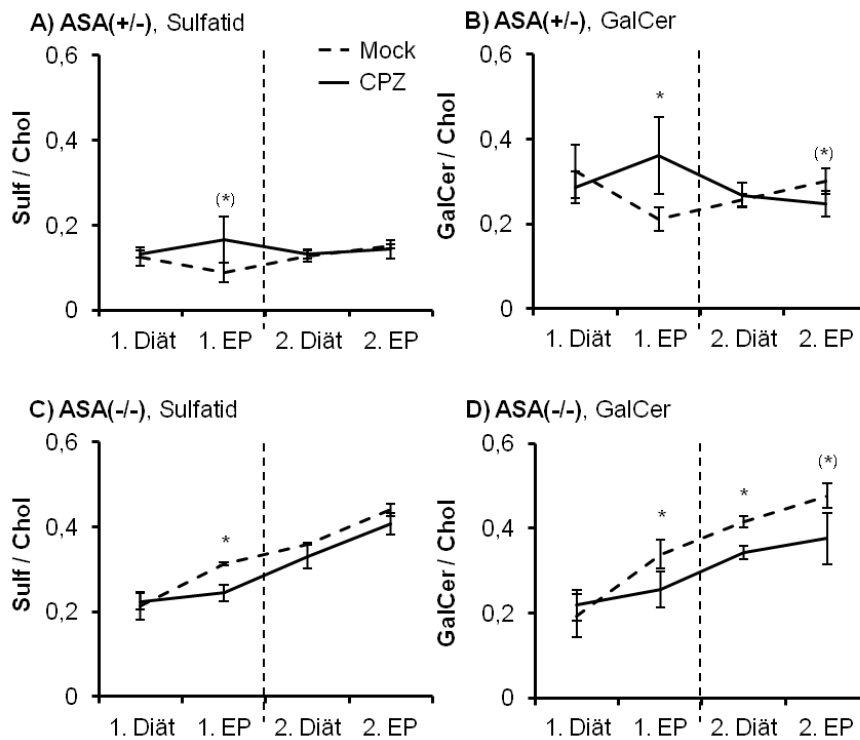 A) ASA(+/-), Sulfatid
0,6
0,4
0,2
0
Sulf / Chol
Mock
CPZ
(*)
1. Diät 1. EP 2. Diät 2. EP
B) ASA(+/-), GalCer
0,6
0,4
0,2
0
GalCer / Chol
*
(*)
1. Diät 1. EP 2. Diät 2. EP
C) ASA(-/-), Sulfatid
0,6
0,4
0,2
0
Sulf / Chol
*
1. Diät 1. EP 2. Diät 2. EP
D) ASA(-/-), GalCer
0,6
0,4
0,2
0
GalCer / Chol
*
*
(*)
1. Diät 1. EP 2. Diät 2. EP